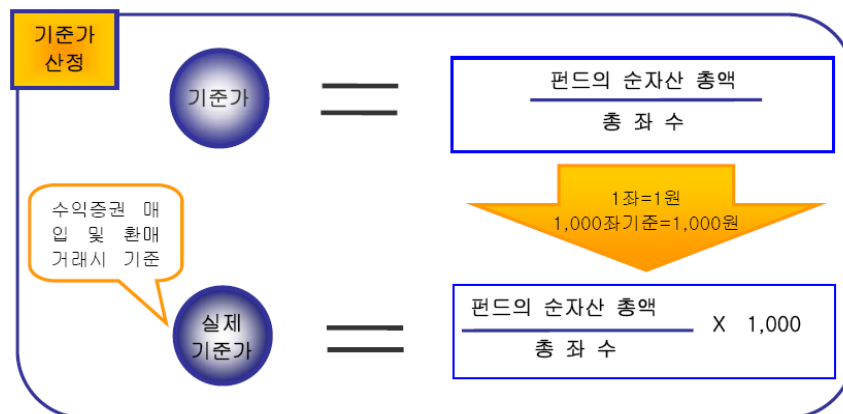 기준가
산정
기준가
펀드의 순자산 총액
총 좌 수
1좌=1원
1,000좌기준=1,000원
수익증권 매
입 및 환매
거래시 기준
실제
기준가
펀드의 순자산 총액
총 좌 수
X 1,000